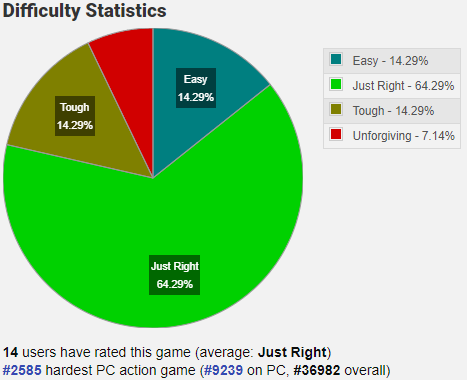 Difficulty Statistics
Easy
14.29%
Tough
14.29%
Just Right
64.29%
Easy - 14.29%
Just Right - 64.29%
Tough - 14.29%
Unforgiving - 7.14%
14 users have rated this game (average: Just Right)
#2585 hardest PC action game (#9239 on PC, #36982 overall)